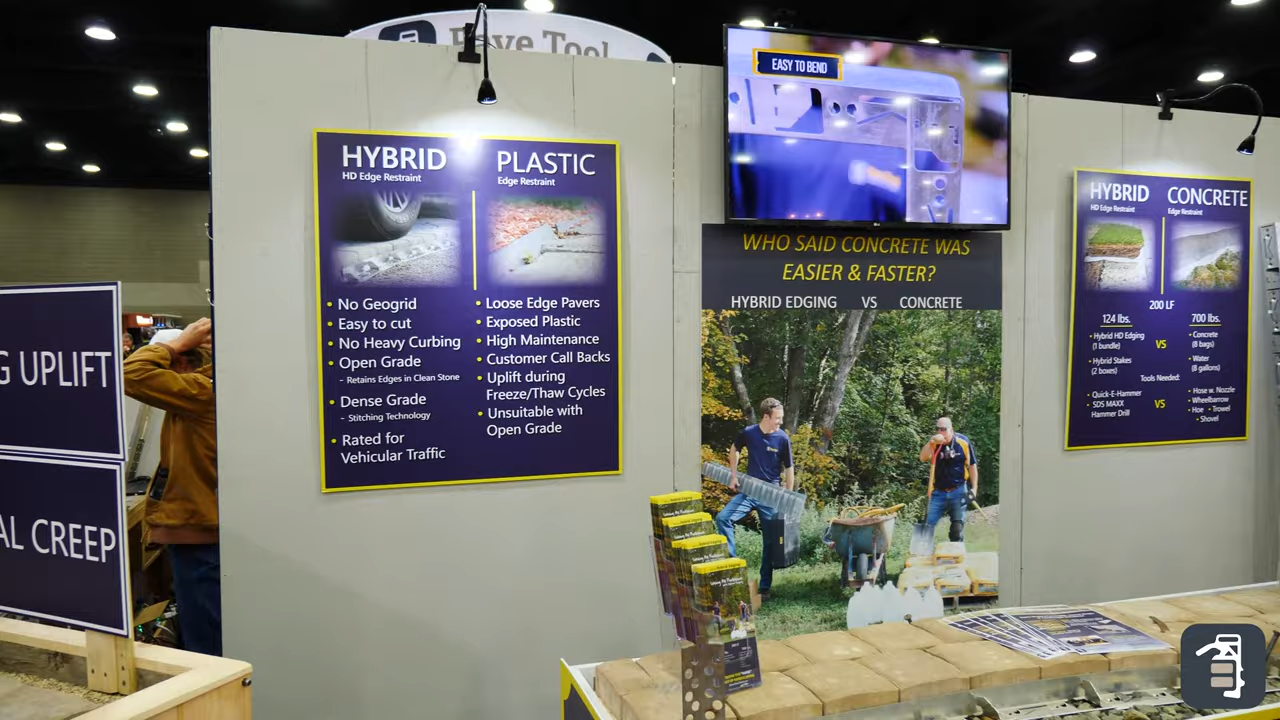 Pave Tool
EASY TO BEND
HYBRID
HD Edge Restraint
PLASTIC
Edge Restraint
• No Geogrid
• Easy to cut
• No Heavy Curbing
• Open Grade
– Retains Edges in Clean Stone
• Dense Grade
– Stitching Technology
• Rated for
Vehicular Traffic
• Loose Edge Pavers
• Exposed Plastic
• High Maintenance
• Customer Call Backs
• Uplift during
Freeze/Thaw Cycles
• Unsuitable with
Open Grade
WHO SAID CONCRETE WAS
EASIER & FASTER?
HYBRID EDGING VS CONCRETE
HYBRID
HD Edge Restraint
CONCRETE
Edge Restraint
200 LF
124 lbs.
700 lbs.
• Hybrid HD Edging
(1 bundle)
• Hybrid Stakes
(2 boxes)
VS
• Concrete
(8 bags)
• Water
(8 gallons)
Tools Needed:
• Quick-E-Hammer
• SDS MAXX
Hammer Drill
VS
• Hose w. Nozzle
• Wheelbarrow
• Hoe • Trowel
• Shovel
G UPLIFT
AL CREEP